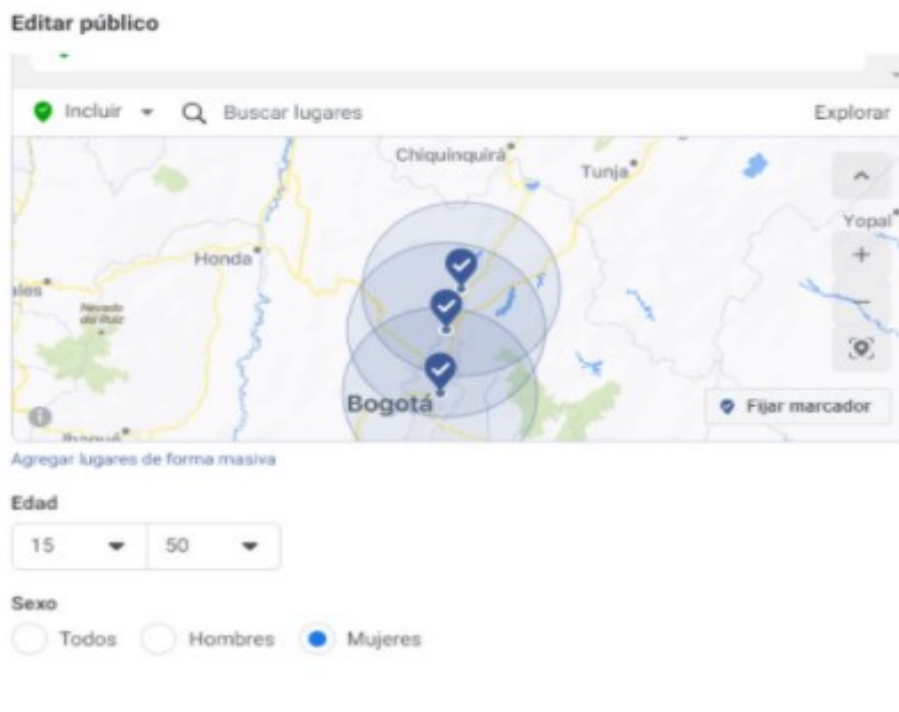 Editar público
Incluir
Buscar lugares
Explorar
Chiquinquirá
Tunja
Yopal
Honda
Nevado
del Ruiz
Bogotá
Fijar marcador
Agregar lugares de forma masiva
Edad
15
50
Sexo
Todos
Hombres
Mujeres